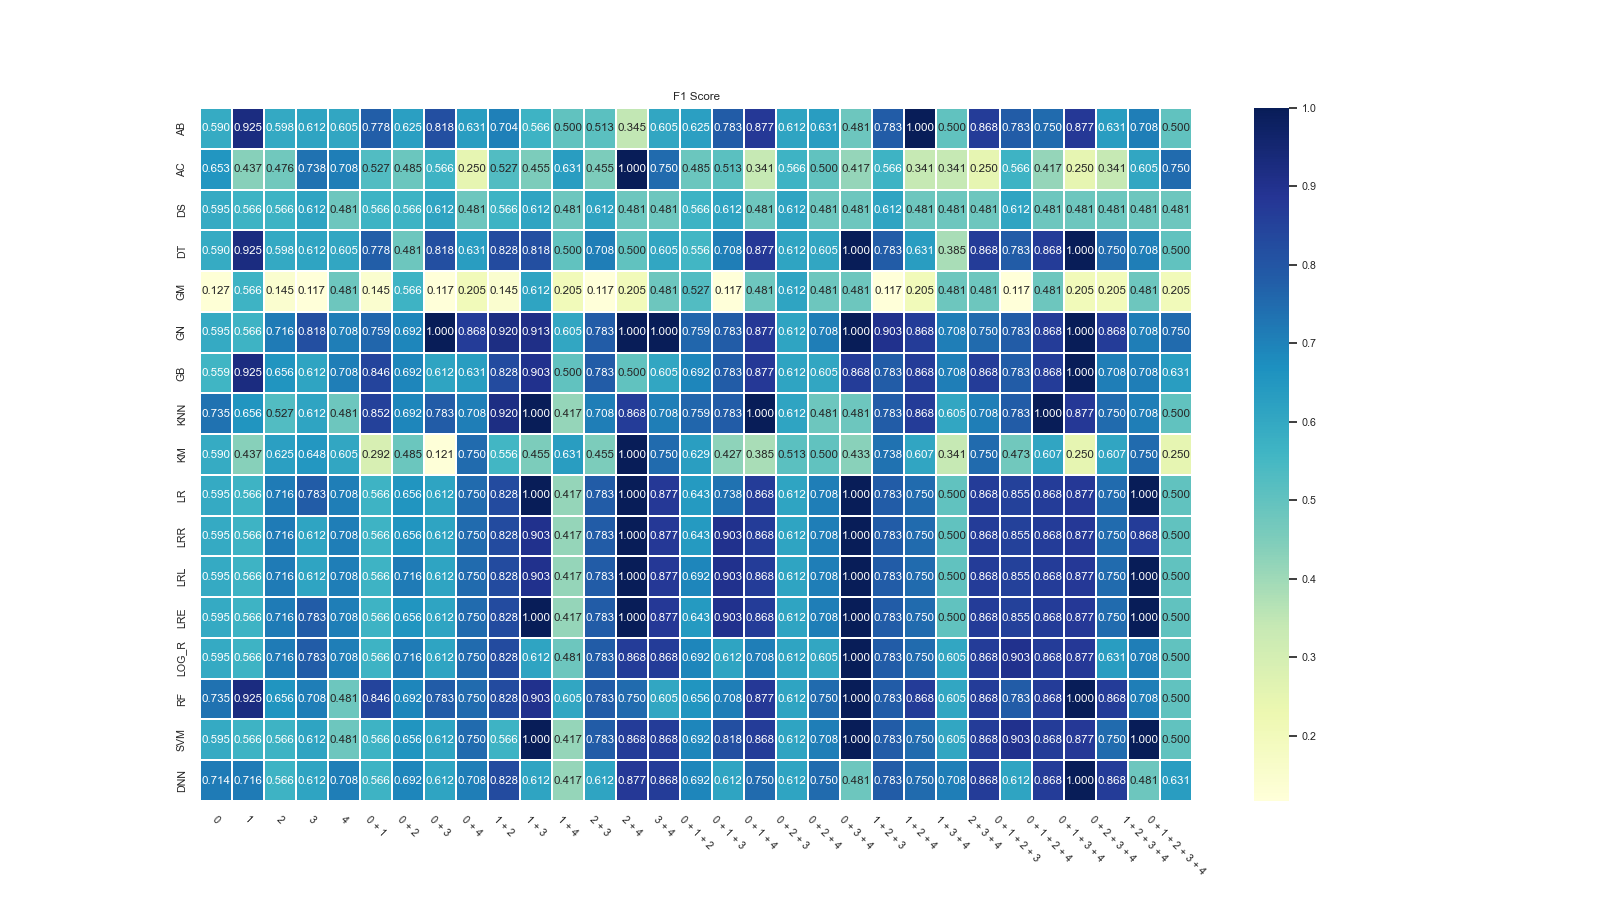 F1 Score
AB 0.590 0.925 0.598 0.612 0.605 0.778 0.625 0.818 0.631 0.704 0.566 0.500 0.513 0.345 0.605 0.625 0.783 0.877 0.612 0.631 0.481 0.783 1.000 0.500 0.868 0.783 0.750 0.877 0.631 0.708 0.500
AC 0.653 0.437 0.476 0.738 0.708 0.527 0.485 0.566 0.250 0.527 0.455 0.631 0.455 1.000 0.750 0.485 0.513 0.341 0.566 0.500 0.417 0.566 0.341 0.341 0.250 0.566 0.417 0.250 0.341 0.605 0.750
DS 0.595 0.566 0.566 0.612 0.481 0.566 0.566 0.612 0.481 0.566 0.612 0.481 0.612 0.481 0.481 0.566 0.612 0.481 0.612 0.481 0.481 0.612 0.481 0.481 0.481 0.612 0.481 0.481 0.481 0.481 0.481
DT 0.590 0.925 0.598 0.612 0.605 0.778 0.481 0.818 0.631 0.828 0.818 0.500 0.708 0.500 0.605 0.556 0.708 0.877 0.612 0.605 1.000 0.783 0.631 0.385 0.868 0.783 0.868 1.000 0.750 0.708 0.500
GM 0.127 0.566 0.145 0.117 0.481 0.145 0.566 0.117 0.205 0.145 0.612 0.205 0.117 0.205 0.481 0.527 0.117 0.481 0.612 0.481 0.481 0.117 0.205 0.481 0.481 0.117 0.481 0.205 0.205 0.481 0.205
GN 0.595 0.566 0.716 0.818 0.708 0.759 0.692 1.000 0.868 0.920 0.913 0.605 0.783 1.000 1.000 0.759 0.783 0.877 0.612 0.708 1.000 0.903 0.868 0.708 0.750 0.783 0.868 1.000 0.868 0.708 0.750
GB 0.559 0.925 0.656 0.612 0.708 0.846 0.692 0.612 0.631 0.828 0.903 0.500 0.783 0.500 0.605 0.692 0.783 0.877 0.612 0.605 0.868 0.783 0.868 0.708 0.868 0.783 0.868 1.000 0.708 0.708 0.631
KNN 0.735 0.656 0.527 0.612 0.481 0.852 0.692 0.783 0.708 0.920 1.000 0.417 0.708 0.868 0.708 0.759 0.783 1.000 0.612 0.481 0.481 0.783 0.868 0.605 0.708 0.783 1.000 0.877 0.750 0.708 0.500
KM 0.590 0.437 0.625 0.648 0.605 0.292 0.485 0.121 0.750 0.556 0.455 0.631 0.455 1.000 0.750 0.629 0.427 0.385 0.513 0.500 0.433 0.738 0.607 0.341 0.750 0.473 0.607 0.250 0.607 0.750 0.250
LR 0.595 0.566 0.716 0.783 0.708 0.566 0.656 0.612 0.750 0.828 1.000 0.417 0.783 1.000 0.877 0.643 0.738 0.868 0.612 0.708 1.000 0.783 0.750 0.500 0.868 0.855 0.868 0.877 0.750 1.000 0.500
LRR 0.595 0.566 0.716 0.612 0.708 0.566 0.656 0.612 0.750 0.828 0.903 0.417 0.783 1.000 0.877 0.643 0.903 0.868 0.612 0.708 1.000 0.783 0.750 0.500 0.868 0.855 0.868 0.877 0.750 0.868 0.500
LRL 0.595 0.566 0.716 0.612 0.708 0.566 0.716 0.612 0.750 0.828 0.903 0.417 0.783 1.000 0.877 0.692 0.903 0.868 0.612 0.708 1.000 0.783 0.750 0.500 0.868 0.855 0.868 0.877 0.750 1.000 0.500
LRE 0.595 0.566 0.716 0.783 0.708 0.566 0.656 0.612 0.750 0.828 1.000 0.417 0.783 1.000 0.877 0.643 0.903 0.868 0.612 0.708 1.000 0.783 0.750 0.500 0.868 0.855 0.868 0.877 0.750 1.000 0.500
LOG_R 0.595 0.566 0.716 0.783 0.708 0.566 0.716 0.612 0.750 0.828 0.612 0.481 0.783 0.868 0.868 0.692 0.612 0.708 0.612 0.605 1.000 0.783 0.750 0.605 0.868 0.903 0.868 0.877 0.631 0.708 0.500
RF 0.735 0.925 0.656 0.708 0.481 0.846 0.692 0.783 0.750 0.828 0.903 0.605 0.783 0.750 0.605 0.656 0.708 0.877 0.612 0.750 1.000 0.783 0.868 0.605 0.868 0.783 0.868 1.000 0.868 0.708 0.500
SVM 0.595 0.566 0.566 0.612 0.481 0.566 0.656 0.612 0.750 0.566 1.000 0.417 0.783 0.868 0.868 0.692 0.818 0.868 0.612 0.708 1.000 0.783 0.750 0.605 0.868 0.903 0.868 0.877 0.750 1.000 0.500
DNN 0.714 0.716 0.566 0.612 0.708 0.566 0.692 0.612 0.708 0.828 0.612 0.417 0.612 0.877 0.868 0.692 0.612 0.750 0.612 0.750 0.481 0.783 0.750 0.708 0.868 0.612 0.868 1.000 0.868 0.481 0.631
0
1
2
3
4
0 + 1
0 + 2
0 + 3
0 + 4
1 + 2
1 + 3
1 + 4
2 + 3
2 + 4
3 + 4
0 + 1 + 2
0 + 1 + 3
0 + 1 + 4
0 + 2 + 3
0 + 2 + 4
0 + 3 + 4
1 + 2 + 3
1 + 2 + 4
1 + 3 + 4
2 + 3 + 4
0 + 1 + 2 + 3
0 + 1 + 2 + 4
0 + 1 + 3 + 4
0 + 2 + 3 + 4
1 + 2 + 3 + 4
0 + 1 + 2 + 3 + 4
1.0
0.9
0.8
0.7
0.6
0.5
0.4
0.3
0.2